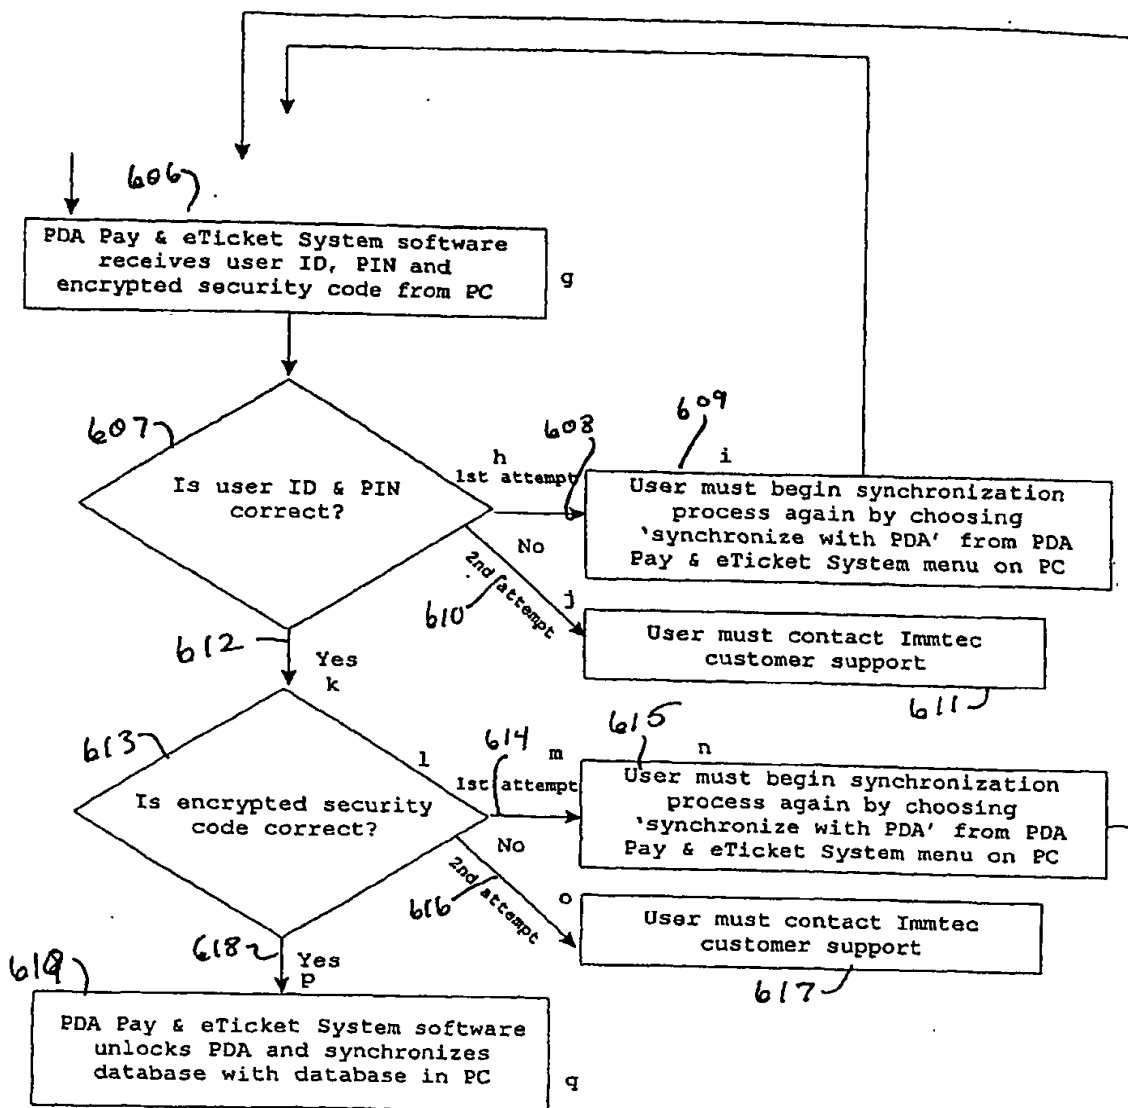 606
PDA Pay & eTicket System software
receives user ID, PIN and
encrypted security code from PC
g
607
Is user ID & PIN
correct?
h
1st attempt
608
609
i
User must begin synchronization
process again by choosing
'synchronize with PDA' from PDA
Pay & eTicket System menu on PC
No
2nd attempt
610
j
User must contact Immtec
customer support
611
612
Yes
k
613
Is encrypted security
code correct?
l
614
m
1st attempt
615
n
User must begin synchronization
process again by choosing
'synchronize with PDA' from PDA
Pay & eTicket System menu on PC
No
2nd attempt
616
o
User must contact Immtec
customer support
617
618
Yes
p
619
PDA Pay & eTicket System software
unlocks PDA and synchronizes
database with database in PC
q